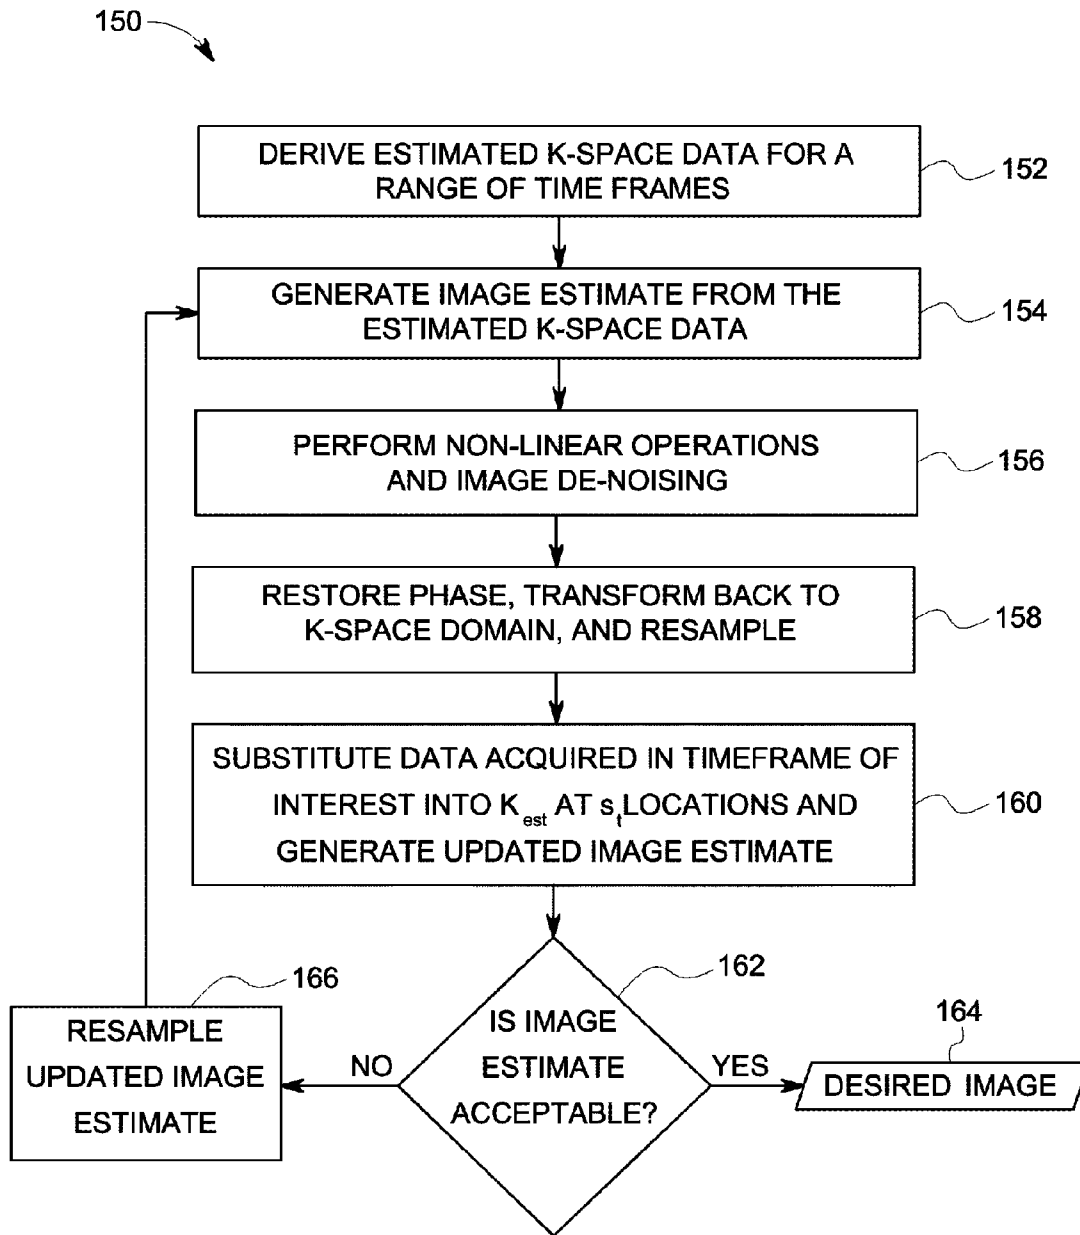 150
DERIVE ESTIMATED K-SPACE DATA FOR A
RANGE OF TIME FRAMES
152
GENERATE IMAGE ESTIMATE FROM THE
ESTIMATED K-SPACE DATA
154
PERFORM NON-LINEAR OPERATIONS
AND IMAGE DE-NOISING
156
RESTORE PHASE, TRANSFORM BACK TO
K-SPACE DOMAIN, AND RESAMPLE
158
SUBSTITUTE DATA ACQUIRED IN TIMEFRAME OF
INTEREST INTO K est AT s t LOCATIONS AND
GENERATE UPDATED IMAGE ESTIMATE
160
162
IS IMAGE
ESTIMATE
ACCEPTABLE?
NO
YES
166
RESAMPLE
UPDATED IMAGE
ESTIMATE
164
DESIRED IMAGE